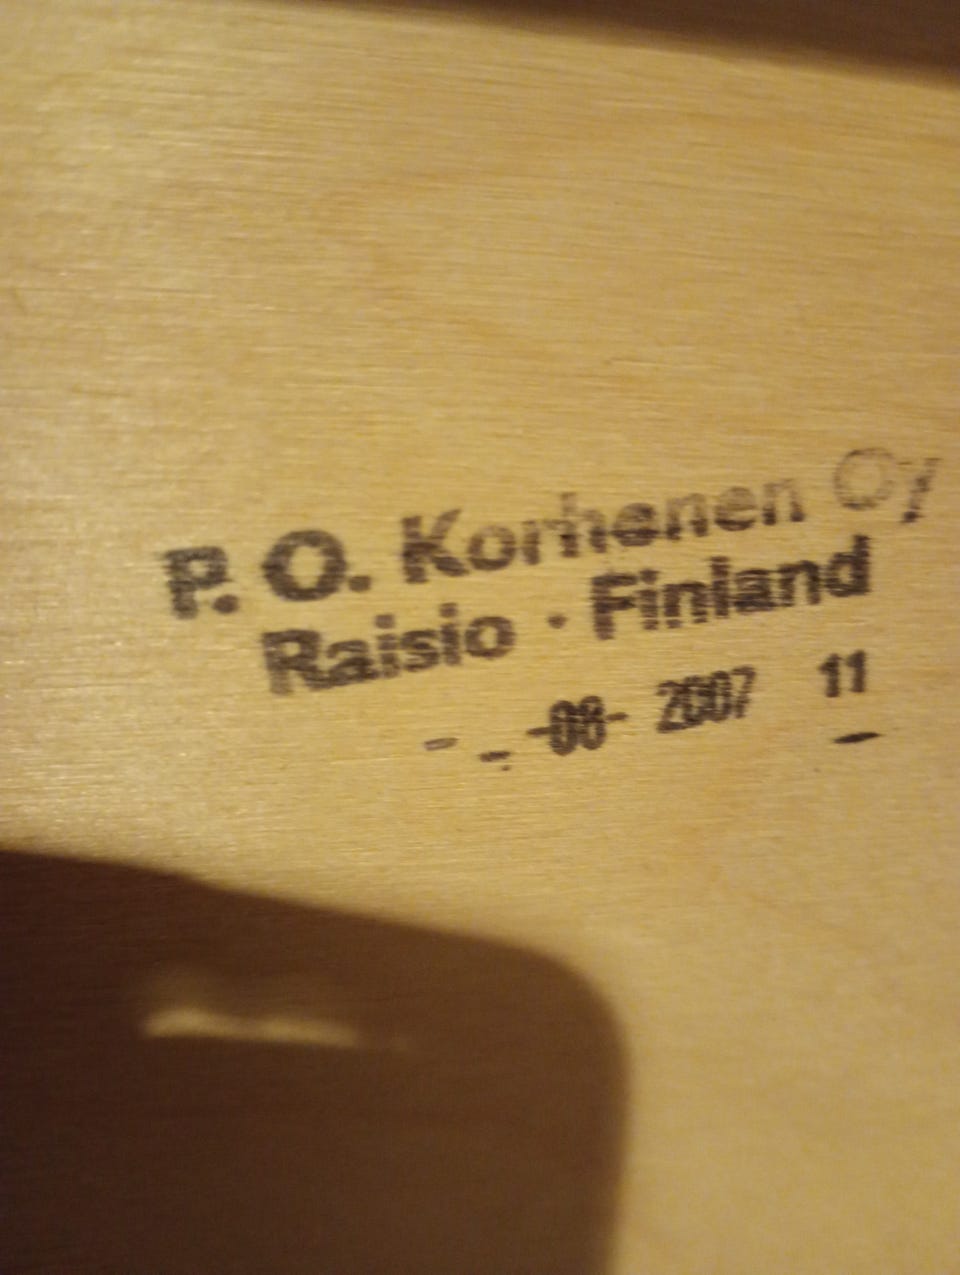 P. O. Korhonen Oy
Raisio · Finland
-08- 2007 11